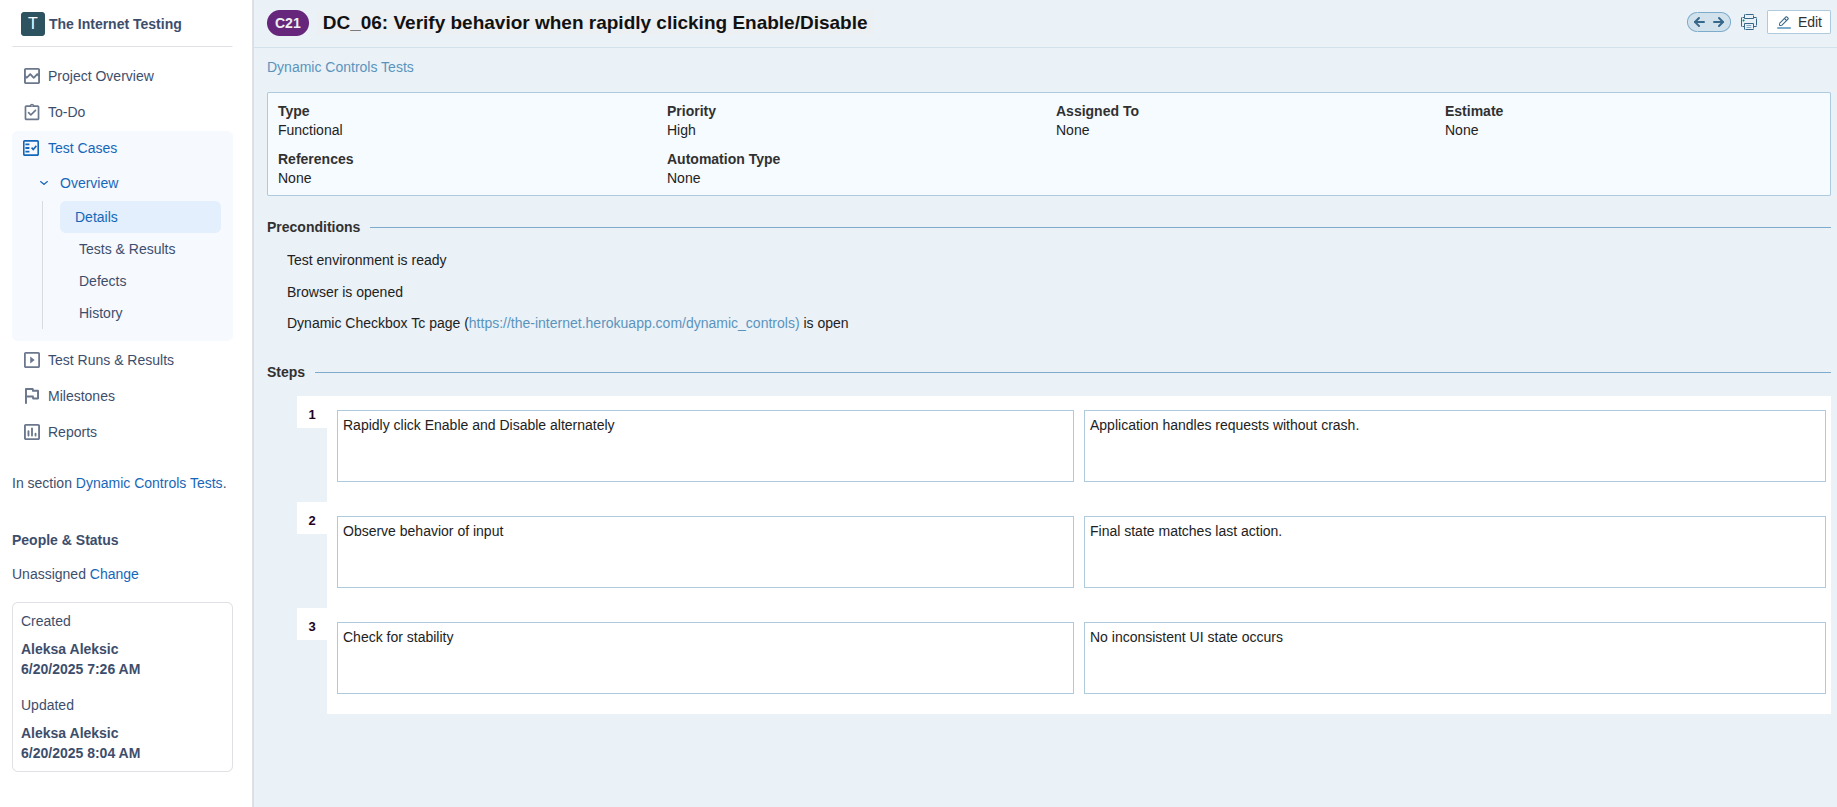 T The Internet Testing
Project Overview
To-Do
Test Cases
Overview
Details
Tests & Results
Defects
History
Test Runs & Results
Milestones
Reports
In section Dynamic Controls Tests.
People & Status
Unassigned Change
Created
Aleksa Aleksic
6/20/2025 7:26 AM
Updated
Aleksa Aleksic
6/20/2025 8:04 AM
C21 DC_06: Verify behavior when rapidly clicking Enable/Disable
Edit
Dynamic Controls Tests
Type Priority Assigned To Estimate
Functional High None None
References Automation Type
None None
Preconditions
Test environment is ready
Browser is opened
Dynamic Checkbox Tc page (https://the-internet.herokuapp.com/dynamic_controls) is open
Steps
1 Rapidly click Enable and Disable alternately Application handles requests without crash.
2 Observe behavior of input Final state matches last action.
3 Check for stability No inconsistent UI state occurs